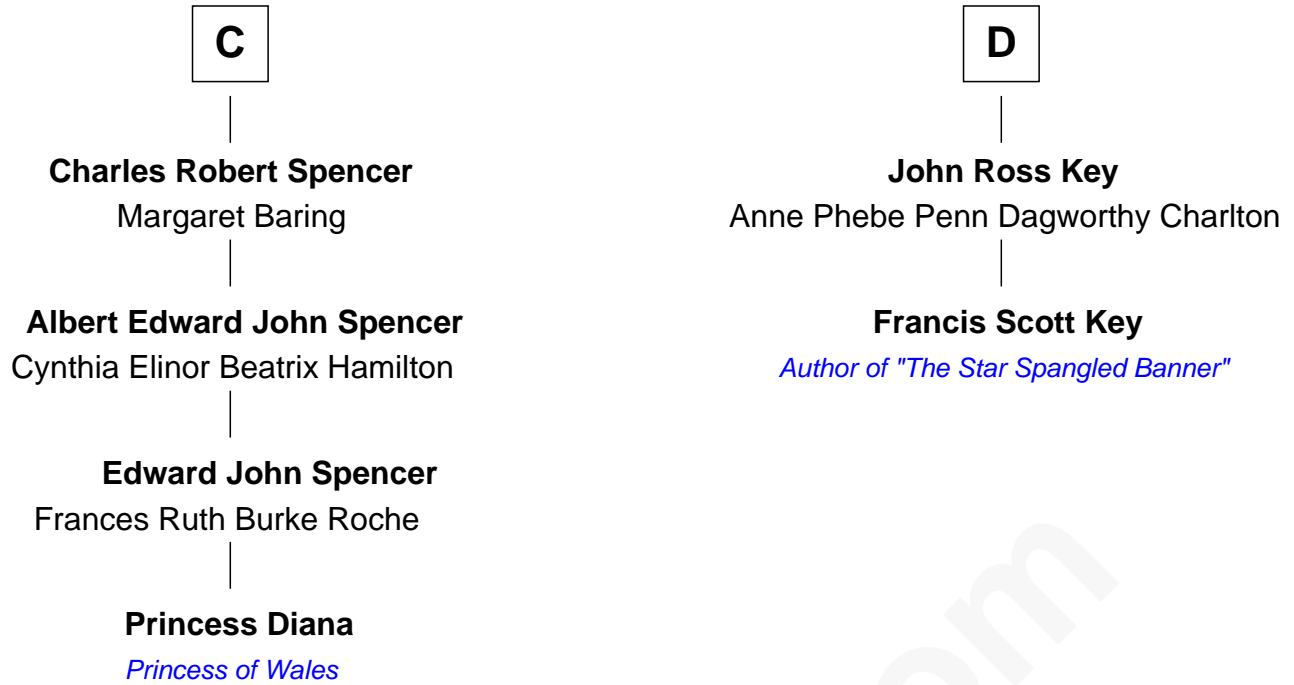 C
Charles Robert Spencer
Margaret Baring
Albert Edward John Spencer
Cynthia Elinor Beatrix Hamilton
Edward John Spencer
Frances Ruth Burke Roche
Princess Diana
Princess of Wales
D
John Ross Key
Anne Phebe Penn Dagworthy Charlton
Francis Scott Key
Author of "The Star Spangled Banner"
om